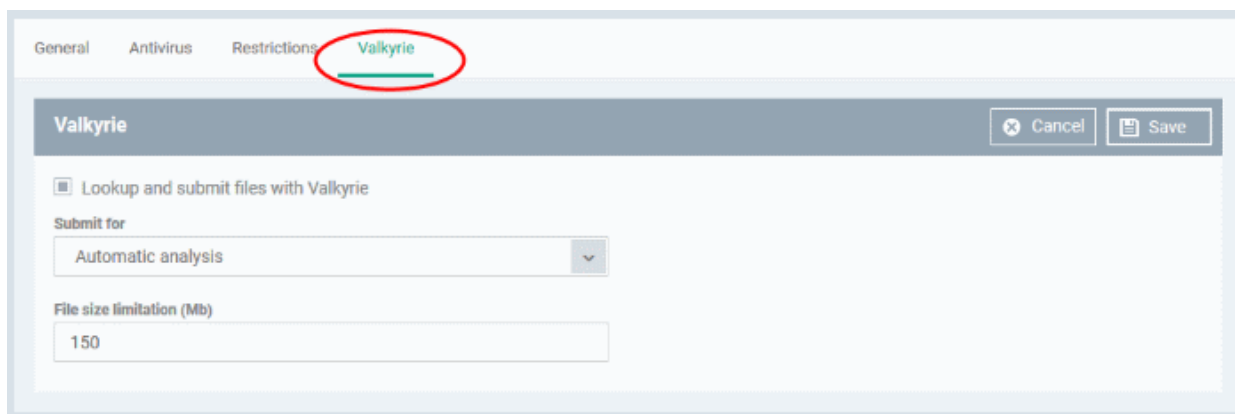 General Antivirus Restrictions Valkyrie
Valkyrie Cancel Save
Lookup and submit files with Valkyrie
Submit for
Automatic analysis
File size limitation (Mb)
150